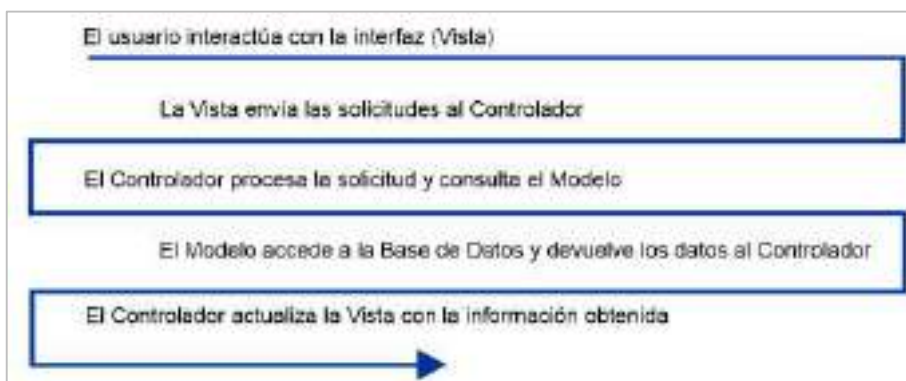 El usuario interactúa con la interfaz (Vista)
La Vista envía las solicitudes al Controlador
El Controlador procesa la solicitud y consulta el Modelo
El Modelo accede a la Base de Datos y devuelve los datos al Controlador
El Controlador actualiza la Vista con la información obtenida